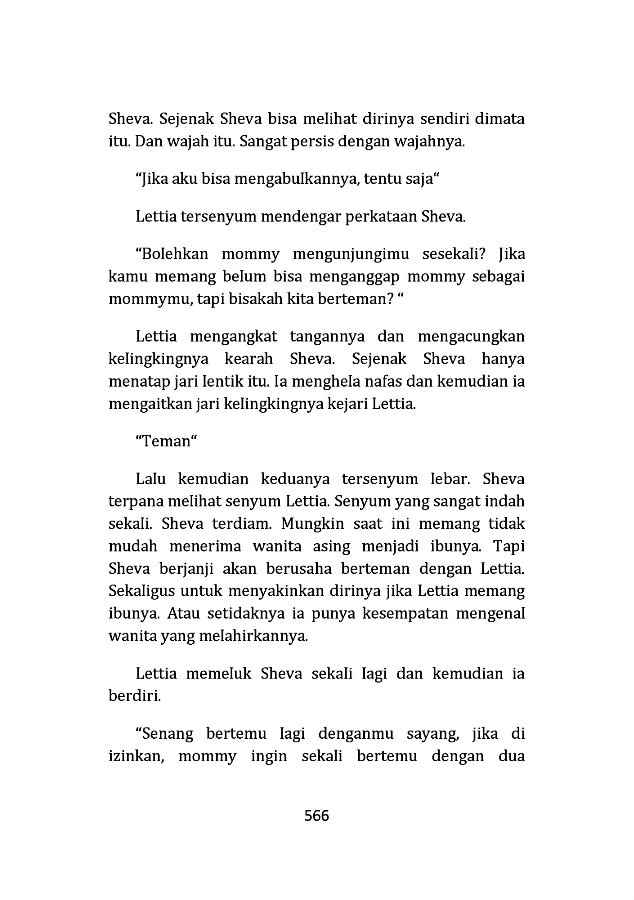 Sheva. Sejenak Sheva bisa melihat dirinya sendiri dimata
itu. Dan wajah itu. Sangat persis dengan wajahnya.
“Jika aku bisa mengabulkannya, tentu saja“
Lettia tersenyum mendengar perkataan Sheva.
“Bolehkan mommy mengunjungimu sesekali? Jika
kamu memang belum bisa menganggap mommy sebagai
mommymu, tapi bisakah kita berteman? “
Lettia mengangkat tangannya dan mengacungkan
kelingkingnya kearah Sheva. Sejenak Sheva hanya
menatap jari lentik itu. Ia menghela nafas dan kemudian ia
mengaitkan jari kelingkingnya kejari Lettia.
“Teman“
Lalu kemudian keduanya tersenyum lebar. Sheva
terpana melihat senyum Lettia. Senyum yang sangat indah
sekali. Sheva terdiam. Mungkin saat ini memang tidak
mudah menerima wanita asing menjadi ibunya. Tapi
Sheva berjanji akan berusaha berteman dengan Lettia.
Sekaligus untuk menyakinkan dirinya jika Lettia memang
ibunya. Atau setidaknya ia punya kesempatan mengenal
wanita yang melahirkannya.
Lettia memeluk Sheva sekali lagi dan kemudian ia
berdiri.
“Senang bertemu lagi denganmu sayang, jika di
izinkan, mommy ingin sekali bertemu dengan dua
566